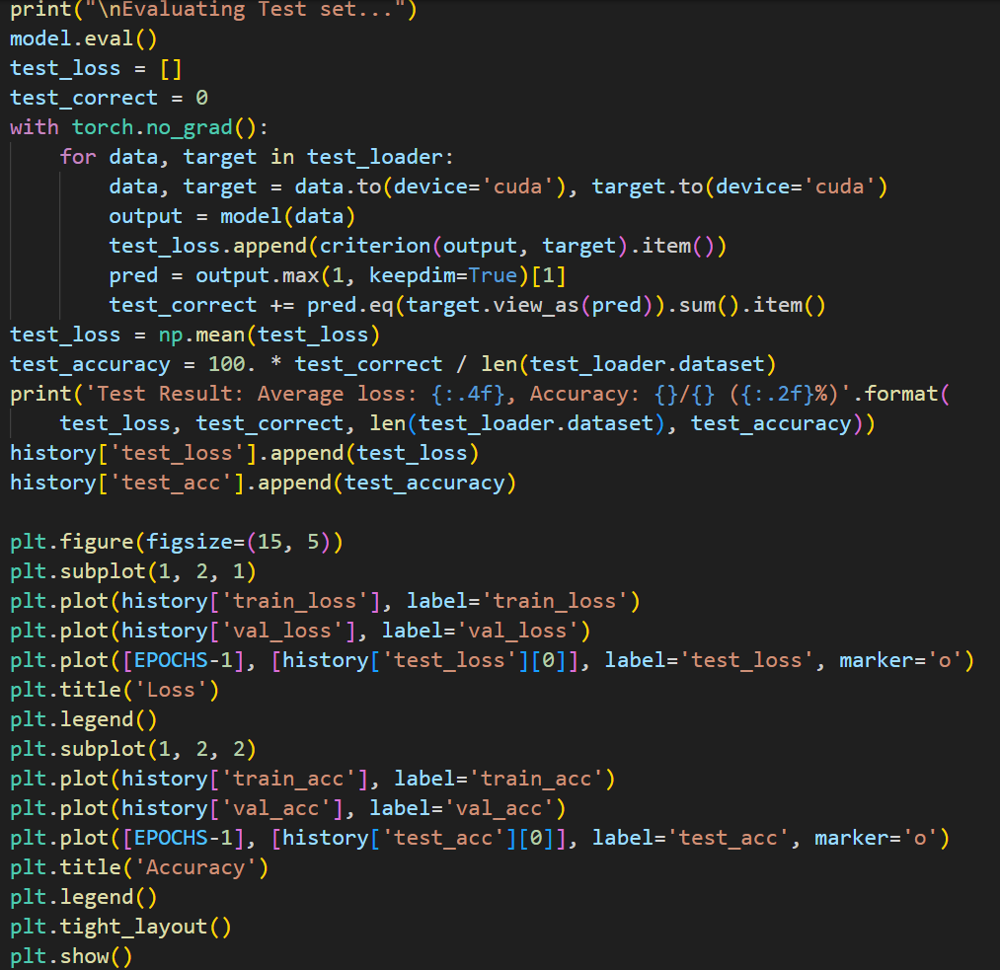 print("\nEvaluating Test set...")
model.eval()
test_loss = []
test_correct = 0
with torch.no_grad():
    for data, target in test_loader:
        data, target = data.to(device='cuda'), target.to(device='cuda')
        output = model(data)
        test_loss.append(criterion(output, target).item())
        pred = output.max(1, keepdim=True)[1]
        test_correct += pred.eq(target.view_as(pred)).sum().item()
test_loss = np.mean(test_loss)
test_accuracy = 100. * test_correct / len(test_loader.dataset)
print('Test Result: Average loss: {:.4f}, Accuracy: {}/{} ({:.2f}%)'.format(
    test_loss, test_correct, len(test_loader.dataset), test_accuracy))
history['test_loss'].append(test_loss)
history['test_acc'].append(test_accuracy)

plt.figure(figsize=(15, 5))
plt.subplot(1, 2, 1)
plt.plot(history['train_loss'], label='train_loss')
plt.plot(history['val_loss'], label='val_loss')
plt.plot([EPOCHS-1], [history['test_loss'][0]], label='test_loss', marker='o')
plt.title('Loss')
plt.legend()
plt.subplot(1, 2, 2)
plt.plot(history['train_acc'], label='train_acc')
plt.plot(history['val_acc'], label='val_acc')
plt.plot([EPOCHS-1], [history['test_acc'][0]], label='test_acc', marker='o')
plt.title('Accuracy')
plt.legend()
plt.tight_layout()
plt.show()